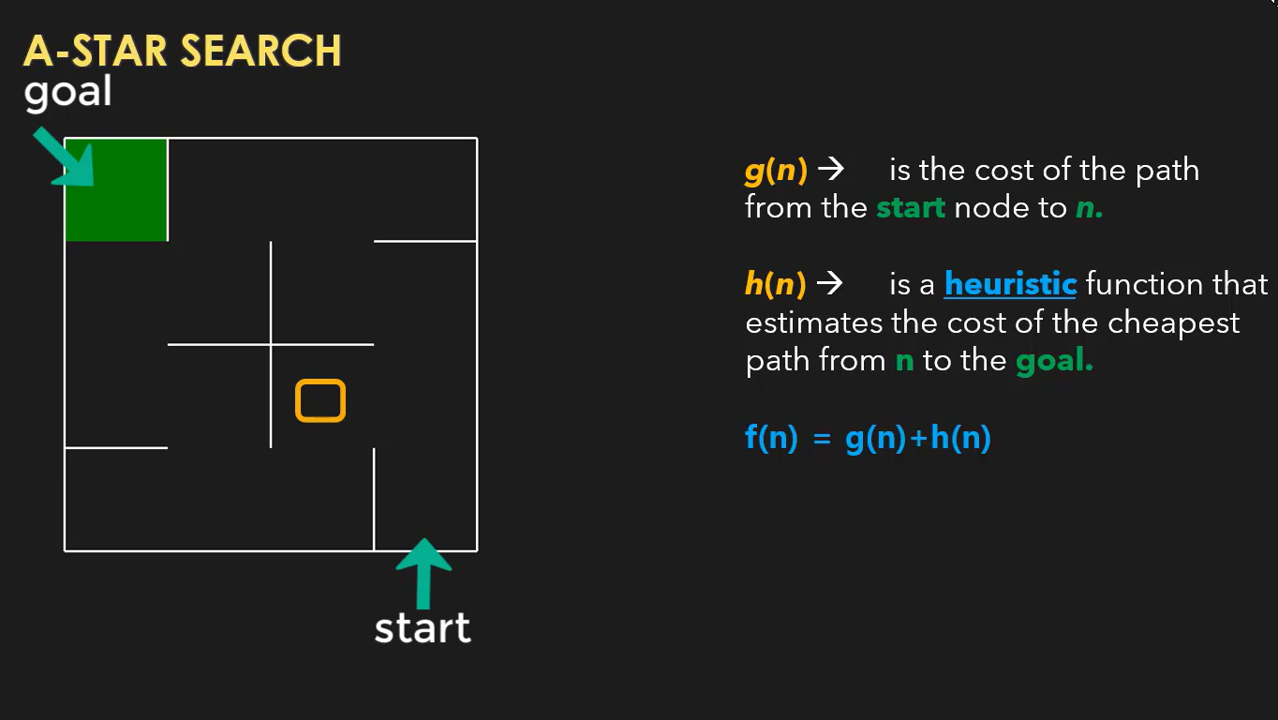 A-STAR SEARCH
goal
start
g(n) → is the cost of the path
from the start node to n.
h(n) → is a heuristic function that
estimates the cost of the cheapest
path from n to the goal.
f(n) = g(n)+h(n)